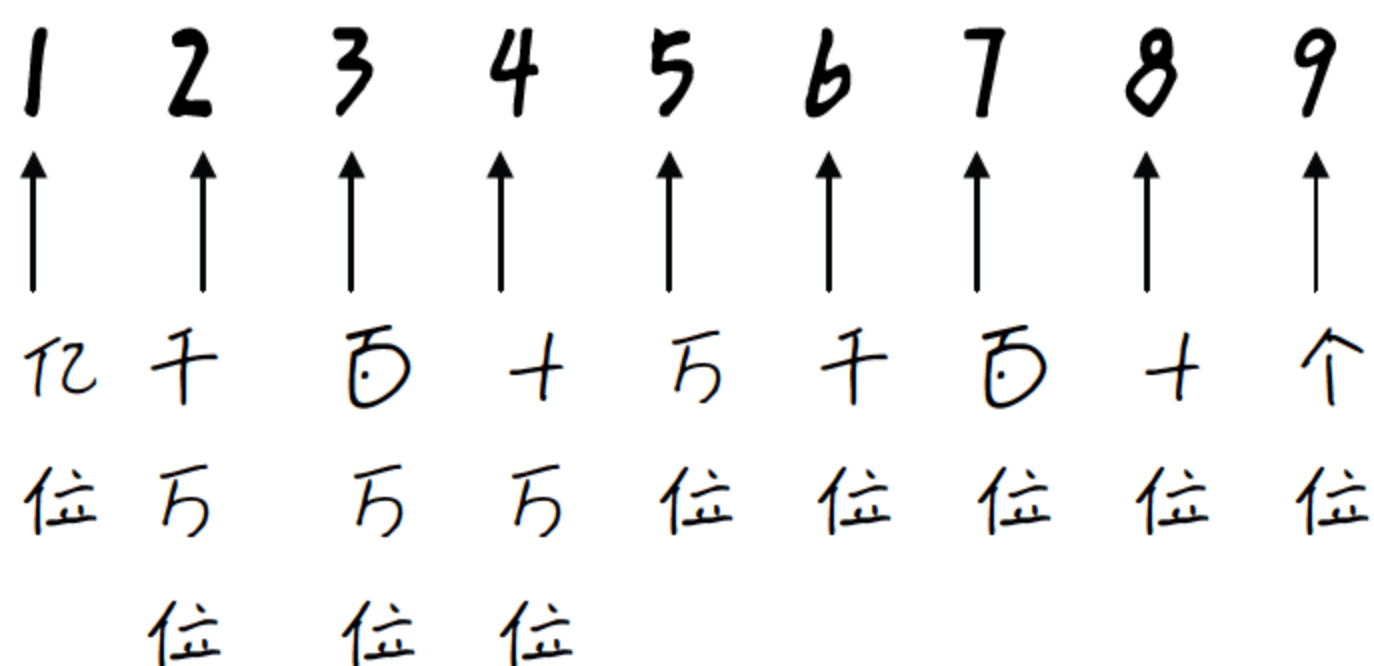 1 2 3 4 5 6 7 8 9
亿 千 百 十 万 千 百 十 个
位 万 万 万 位 位 位 位 位
位 位 位